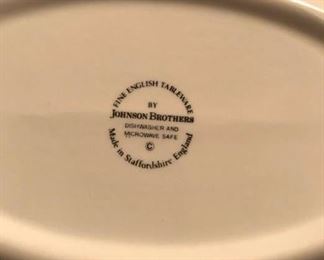 FINE ENGLISH TABLEWARE
BY
JOHNSON BROTHERS
DISHWASHER AND
MICROWAVE SAFE
©
Made in Staffordshire England